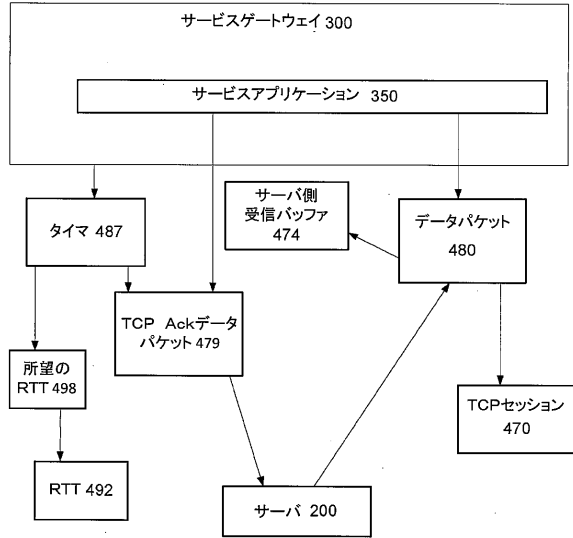 サービスゲートウェイ 300
サービスアプリケーション 350
タイマ 487
サーバ側
受信バッファ
474
データパケット
480
TCP Ackデータ
パケット 479
所望の
RTT 498
TCPセッション
470
RTT 492
サーバ 200